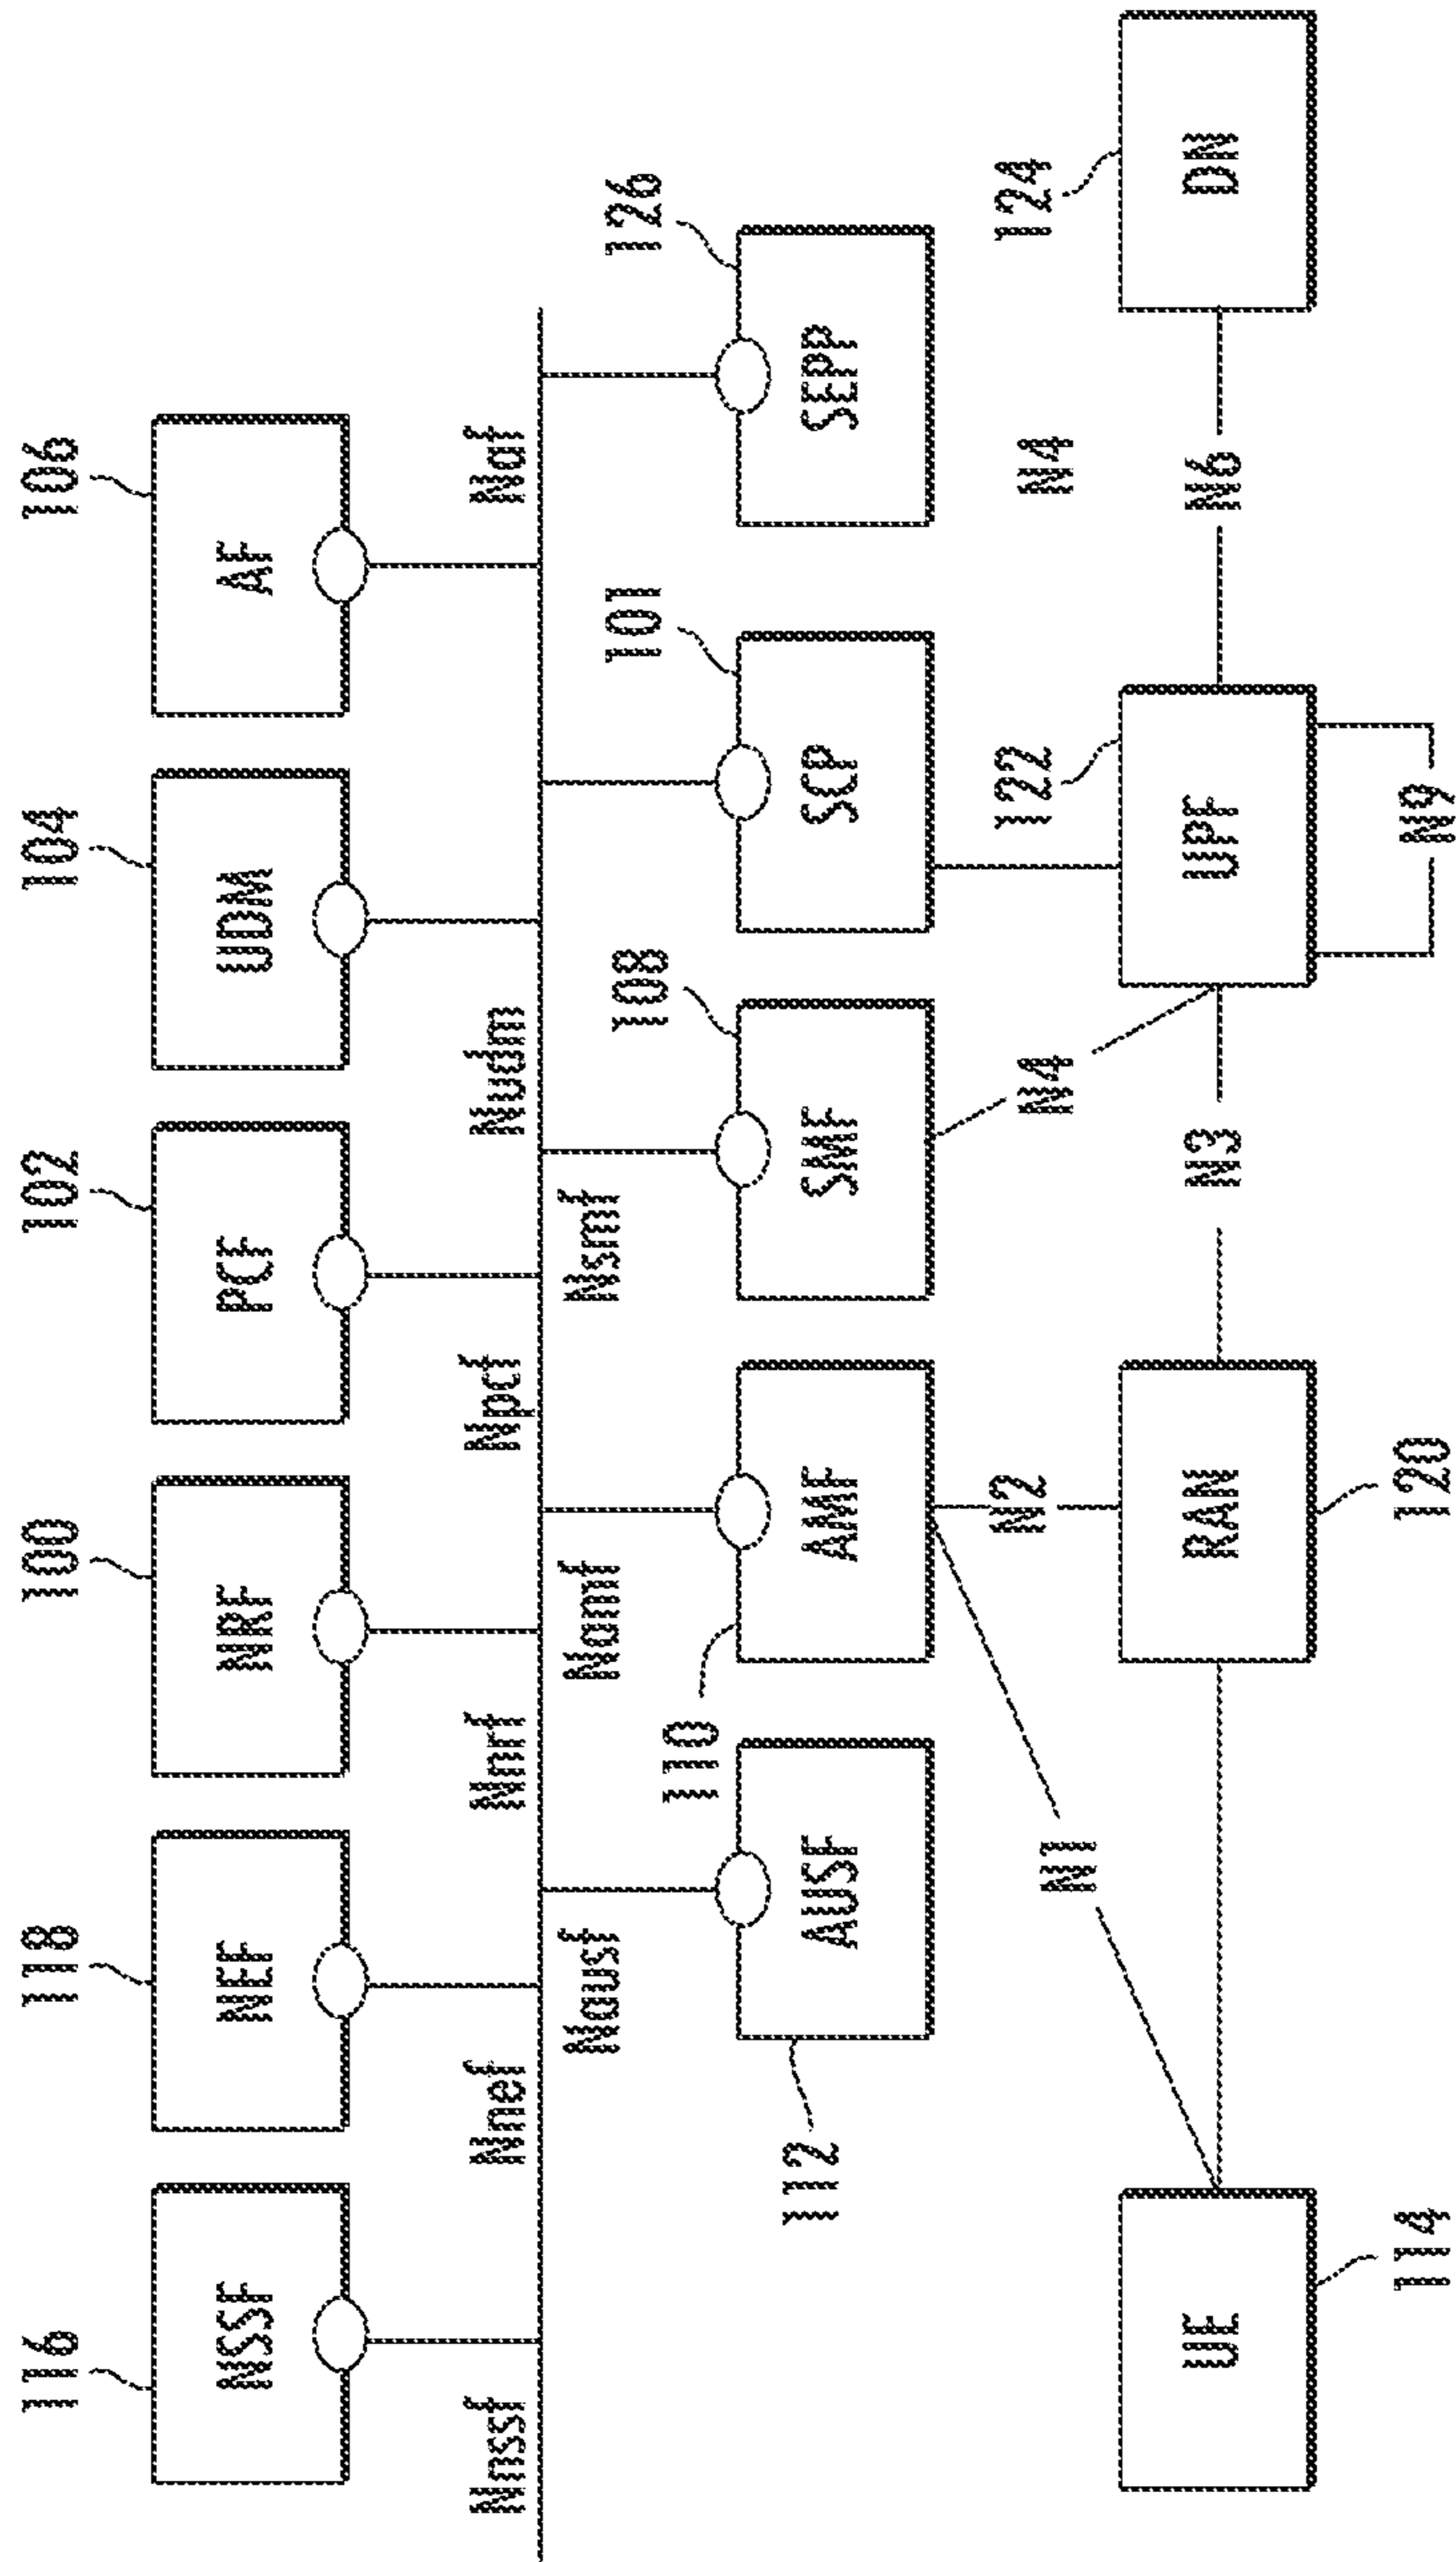 116
118
100
102
104
106
NSSF
NEF
NRF
PCF
UDM
AF
Nnssf
Nnef
Nnrf
Npcf
Nudm
Naf
Nausf
Namf
Nsmf
110
108
101
126
AUSF
AMF
SMF
SCP
SEPP
112
N1
N2
N4
122
N4
124
UE
RAN
N3
UPF
N6
DN
114
120
N9